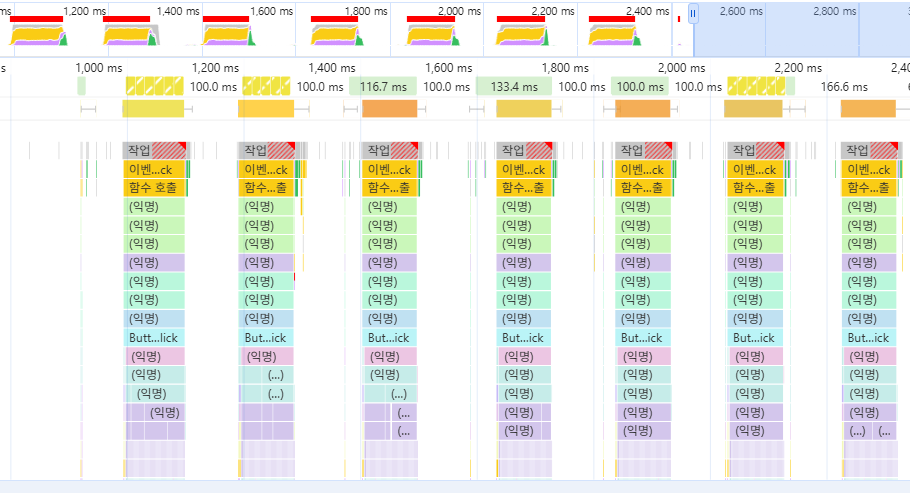 ms 1,200 ms 1,400 ms 1,600 ms 1,800 ms 2,000 ms 2,200 ms 2,400 ms 2,600 ms 2,800 ms 3
s 1,000 ms 1,200 ms 1,400 ms 1,600 ms 1,800 ms 2,000 ms 2,200 ms 2,40
100.0 ms 100.0 ms 116.7 ms 133.4 ms 100.0 ms 100.0 ms 100.0 ms 166.6 ms
작업 작업 작업 작업 작업 작업 작업
이벤...ck 이벤...ck 이벤...ck 이벤...ck 이벤...ck 이벤...ck 이벤...ck
함수 호출 함수...출 함수...출 함수...출 함수...출 함수...출 함수...출
(익명) (익명) (익명) (익명) (익명) (익명) (익명)
(익명) (익명) (익명) (익명) (익명) (익명) (익명)
(익명) (익명) (익명) (익명) (익명) (익명) (익명)
(익명) (익명) (익명) (익명) (익명) (익명) (익명)
(익명) (익명) (익명) (익명) (익명) (익명) (익명)
(익명) (익명) (익명) (익명) (익명) (익명) (익명)
(익명) (익명) (익명) (익명) (익명) (익명) (익명)
Butt...lick But...ick But...ick But...ick But...ick But...ick But...ick
(익명) (익명) (익명) (익명) (익명) (익명) (익명)
(익명) (...) (익명) (익명) (익명) (익명) (익명)
(익명) (...) (...) (익명) (익명) (익명) (익명)
(익명) (... (익명) (익명) (익명) (익명)
(... (익명) (익명) (익명) (...) (...